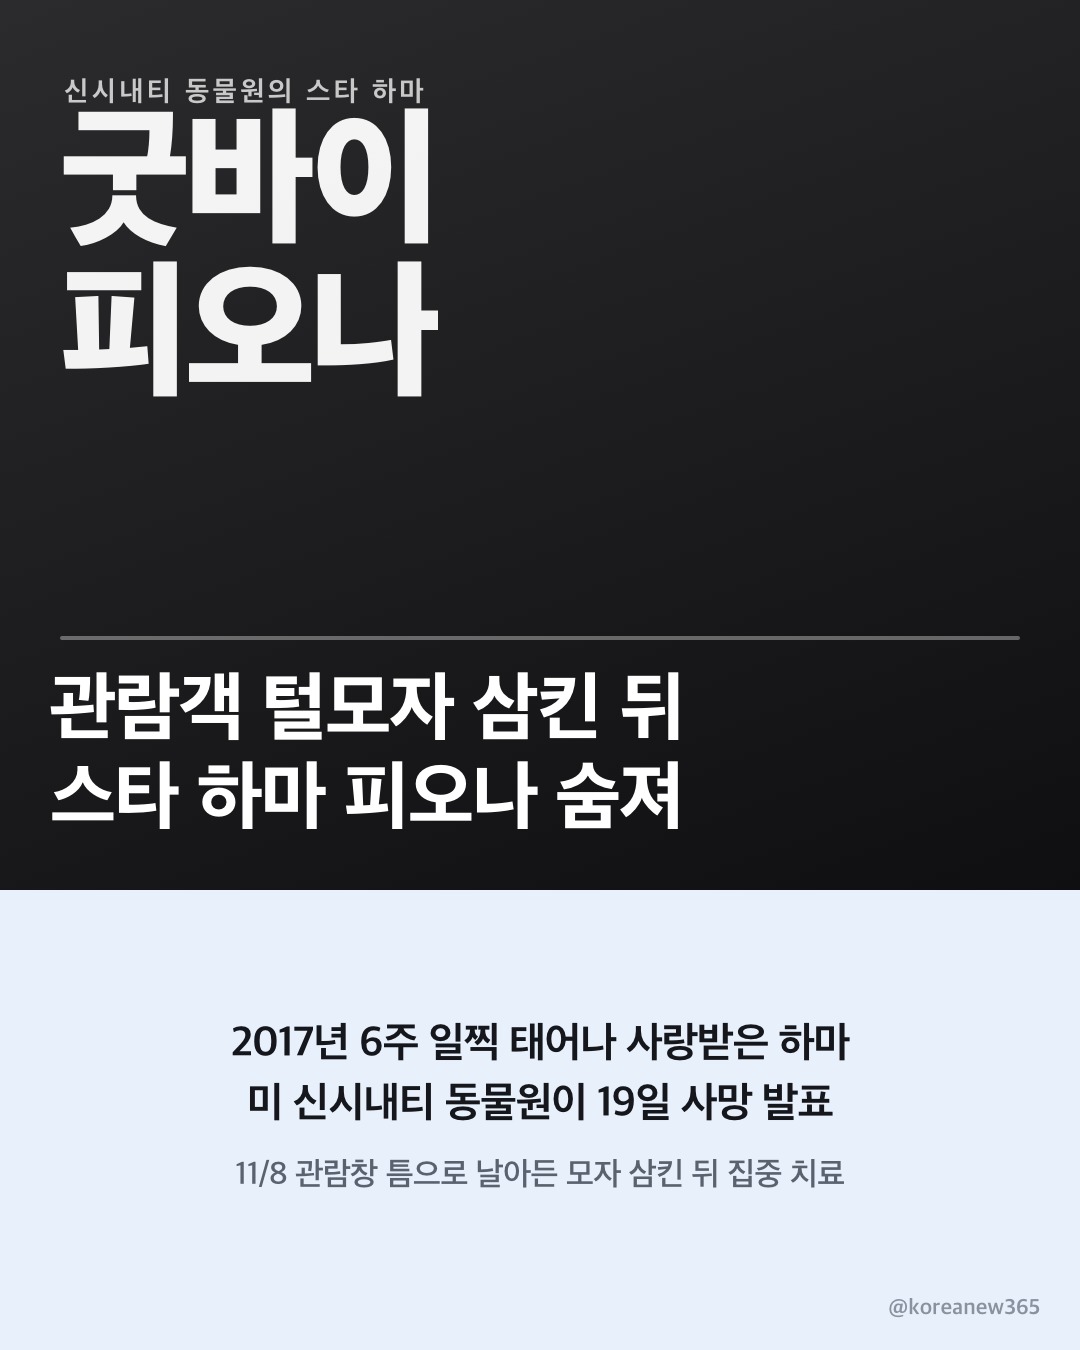 신시내티 동물원의 스타 하마
굿바이
피오나
관람객 털모자 삼킨 뒤
스타 하마 피오나 숨져
2017년 6주 일찍 태어나 사랑받은 하마
미 신시내티 동물원이 19일 사망 발표
11/8 관람창 틈으로 날아든 모자 삼킨 뒤 집중 치료
@koreanew365